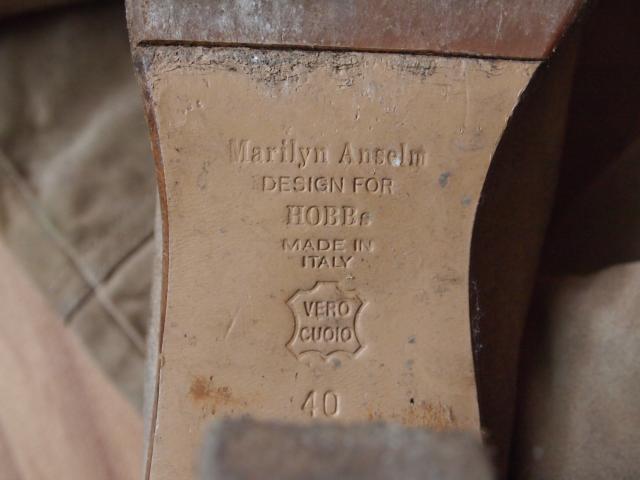 Marilyn Anselm
DESIGN FOR
HOBBs
MADE IN
ITALY
VERO
CUOIO
40